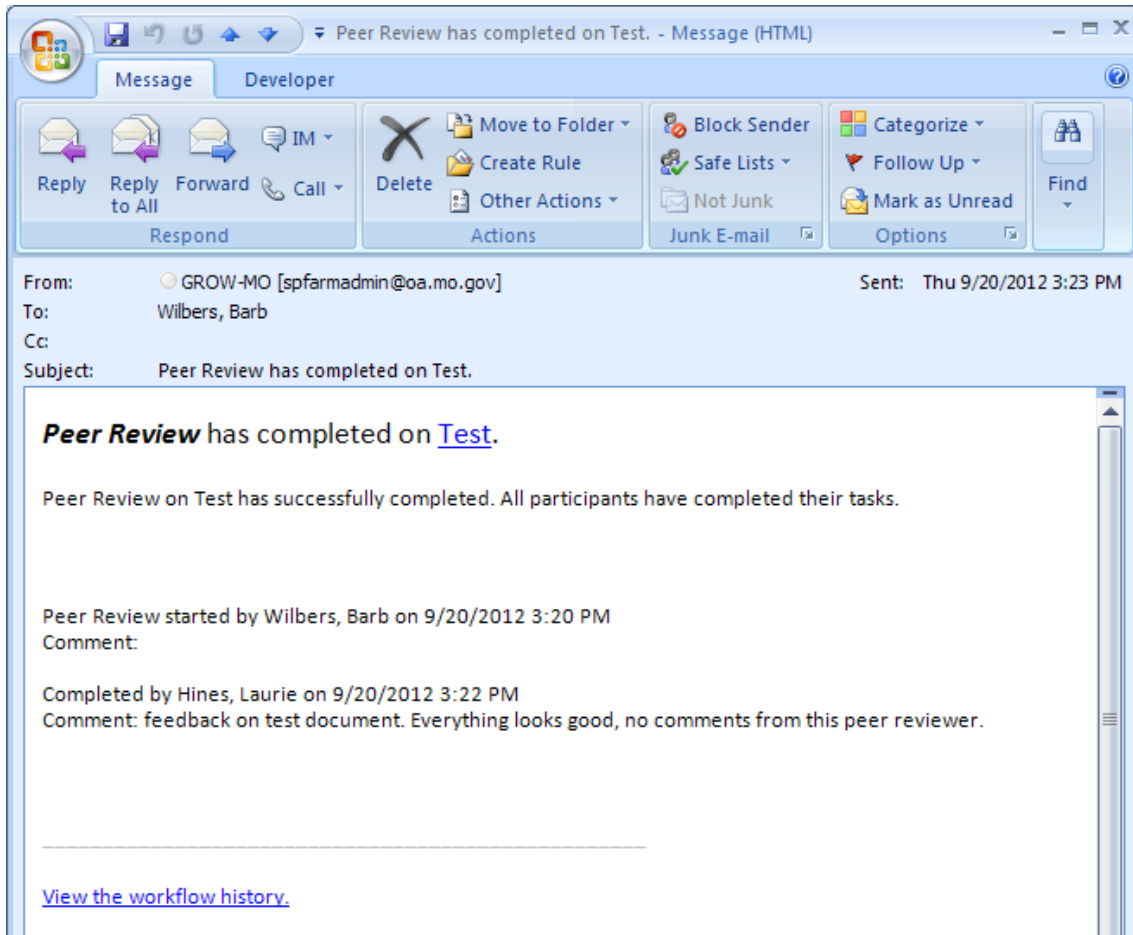 Peer Review has completed on Test. - Message (HTML)
Message Developer
Reply
Reply to All
Forward
IM
Call
Respond
Delete
Move to Folder
Create Rule
Other Actions
Actions
Block Sender
Safe Lists
Not Junk
Junk E-mail
Categorize
Follow Up
Mark as Unread
Options
Find
From: GROW-MO [spfarmadmin@oa.mo.gov] Sent: Thu 9/20/2012 3:23 PM
To: Wilbers, Barb
Cc:
Subject: Peer Review has completed on Test.
Peer Review has completed on Test.
Peer Review on Test has successfully completed. All participants have completed their tasks.
Peer Review started by Wilbers, Barb on 9/20/2012 3:20 PM
Comment:
Completed by Hines, Laurie on 9/20/2012 3:22 PM
Comment: feedback on test document. Everything looks good, no comments from this peer reviewer.
View the workflow history.